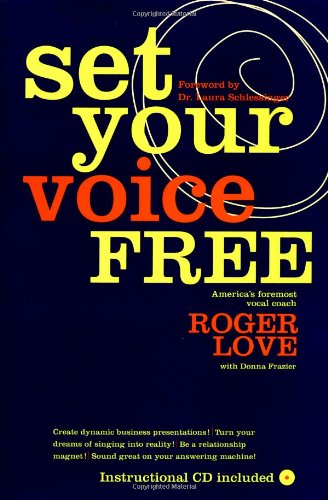 set
Foreword by
Dr. Laura Schlessinger
your
voice
FREE
America's foremost
vocal coach
ROGER
LOVE
with Donna Frazier
Create dynamic business presentations! | Turn your
dreams of singing into reality! | Be a relationship
magnet! | Sound great on your answering machine!
Instructional CD included